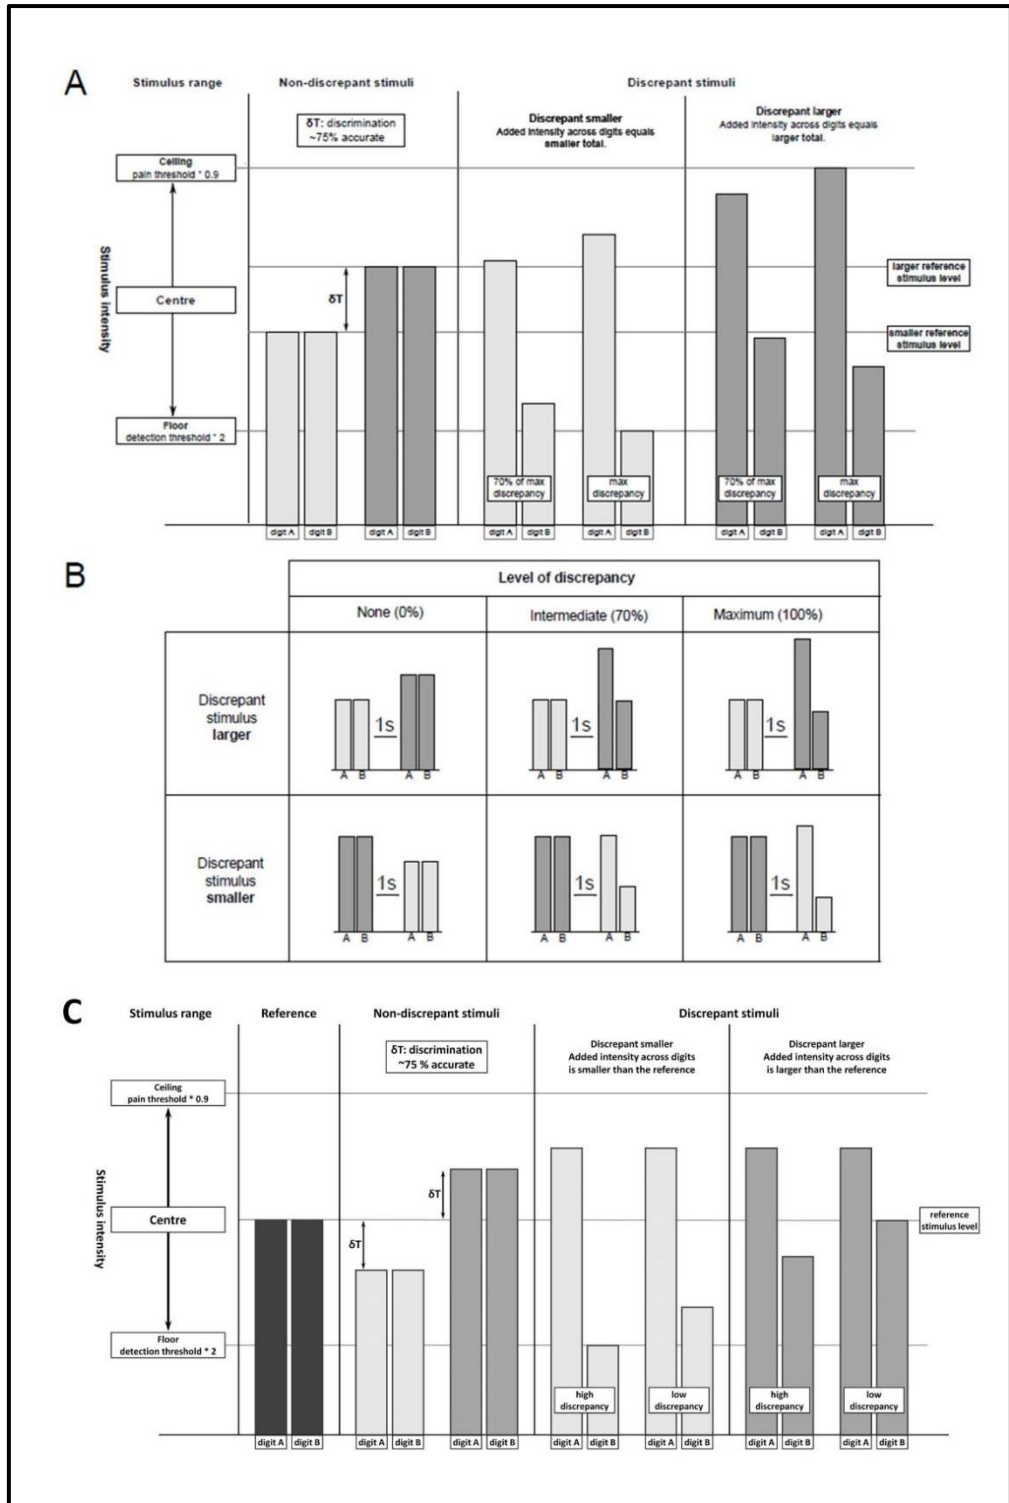 A
Stimulus range
Non-discrepant stimuli
Discrepant stimuli
δT: discrimination
~75% accurate
Discrepant smaller
Added intensity across digits equals
smaller total.
Discrepant larger
Added intensity across digits equals
larger total.
Ceiling
pain threshold * 0.9
Stimulus intensity
Centre
Floor
detection threshold * 2
δT
larger reference
stimulus level
smaller reference
stimulus level
70% of max
discrepancy
max
discrepancy
70% of max
discrepancy
max
discrepancy
digit A digit B digit A digit B digit A digit B digit A digit B digit A digit B digit A digit B
B
Level of discrepancy
None (0%) Intermediate (70%) Maximum (100%)
Discrepant
stimulus
larger
1s 1s 1s
A B A B A B A B A B A B
Discrepant
stimulus
smaller
1s 1s 1s
A B A B A B A B A B A B
C
Stimulus range
Reference
Non-discrepant stimuli
Discrepant stimuli
δT: discrimination
~75 % accurate
Discrepant smaller
Added intensity across digits
is smaller than the reference
Discrepant larger
Added intensity across digits
is larger than the reference
Ceiling
pain threshold * 0.9
Stimulus intensity
Centre
Floor
detection threshold * 2
δT
δT
reference
stimulus level
high
discrepancy
low
discrepancy
high
discrepancy
low
discrepancy
digit A digit B digit A digit B digit A digit B digit A digit B digit A digit B digit A digit B digit A digit B